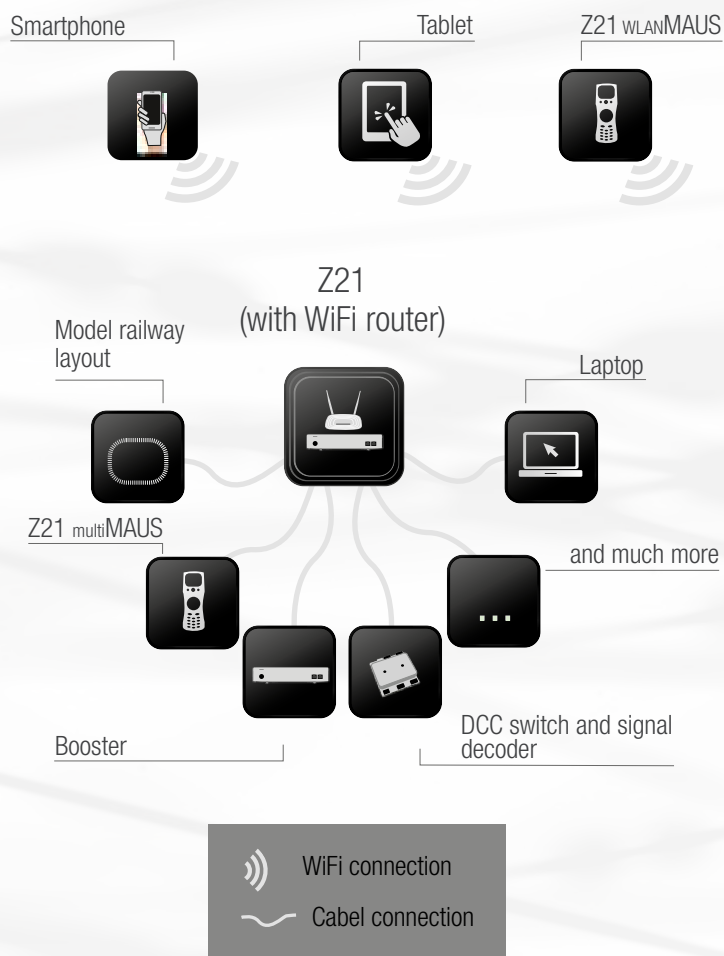 Smartphone
Tablet
Z21 WLANMAUS
Z21
(with WiFi router)
Model railway
layout
Laptop
Z21 multiMAUS
and much more
Booster
DCC switch and signal
decoder
WiFi connection
Cabel connection